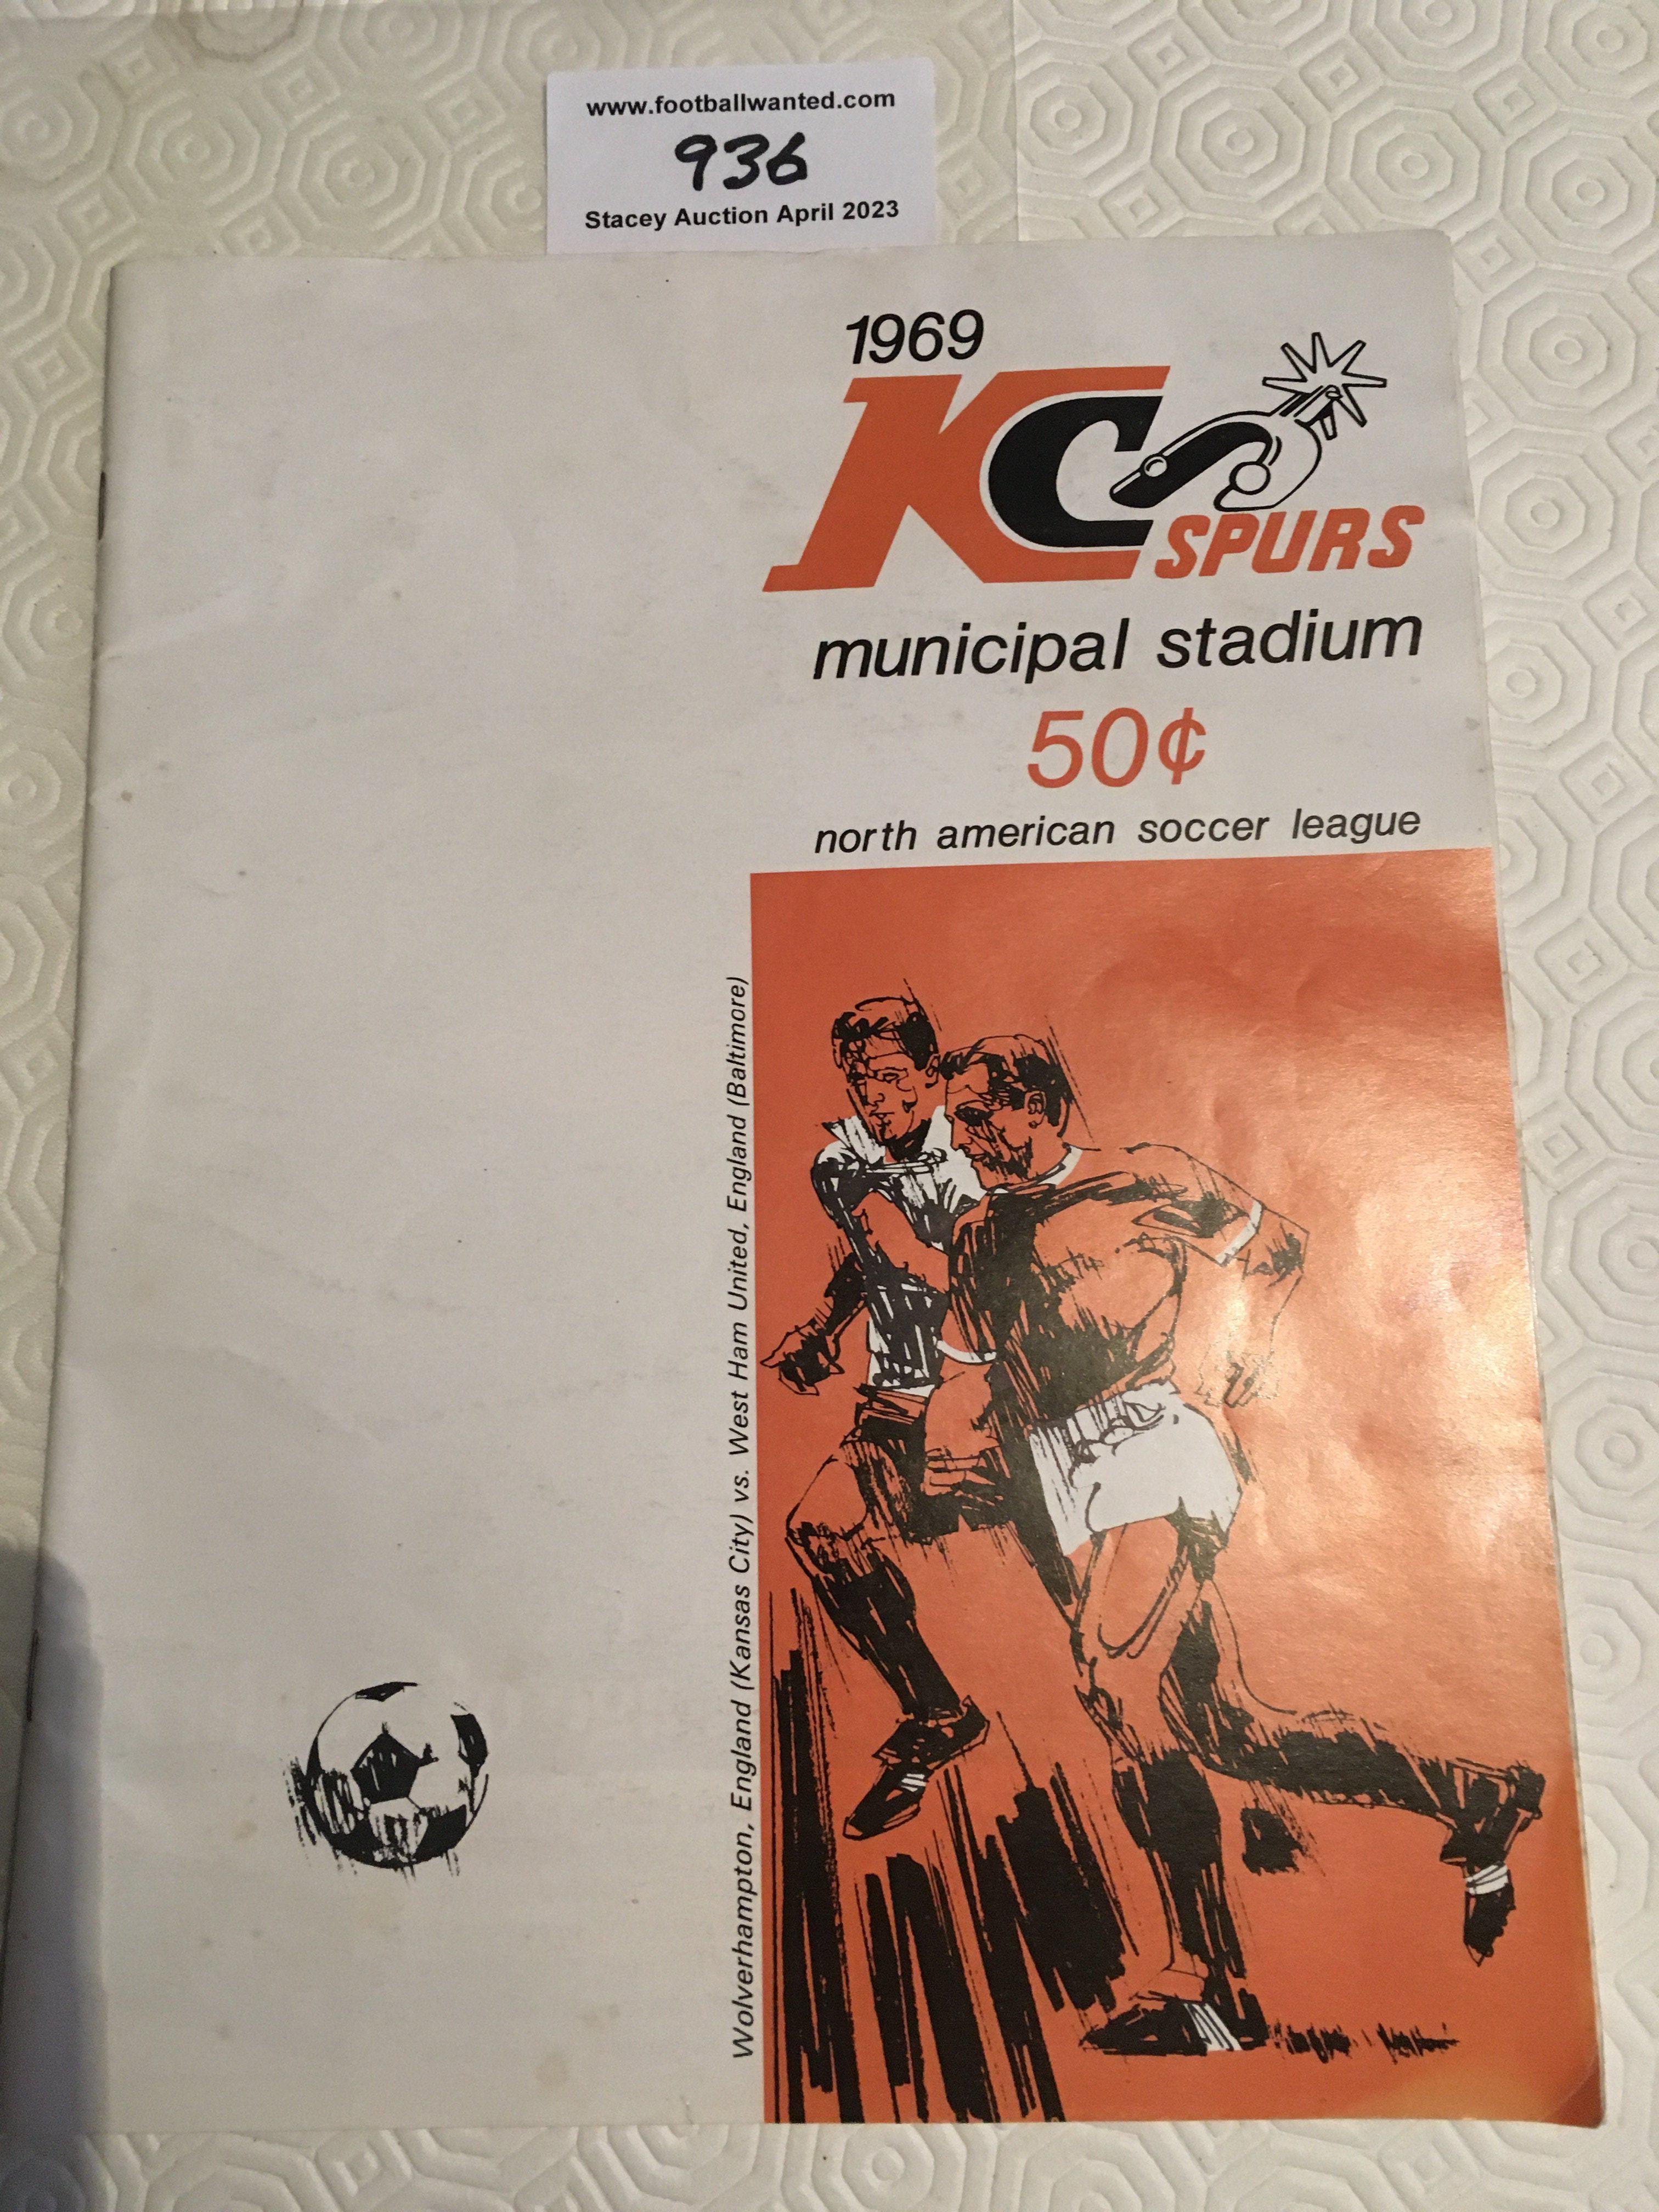 www.footballwanted.com
936
Stacey Auction April 2023
1969
KC
SPURS
municipal stadium
50¢
north american soccer league
Wolverhampton, England (Kansas City) vs. West Ham United, England (Baltimore)